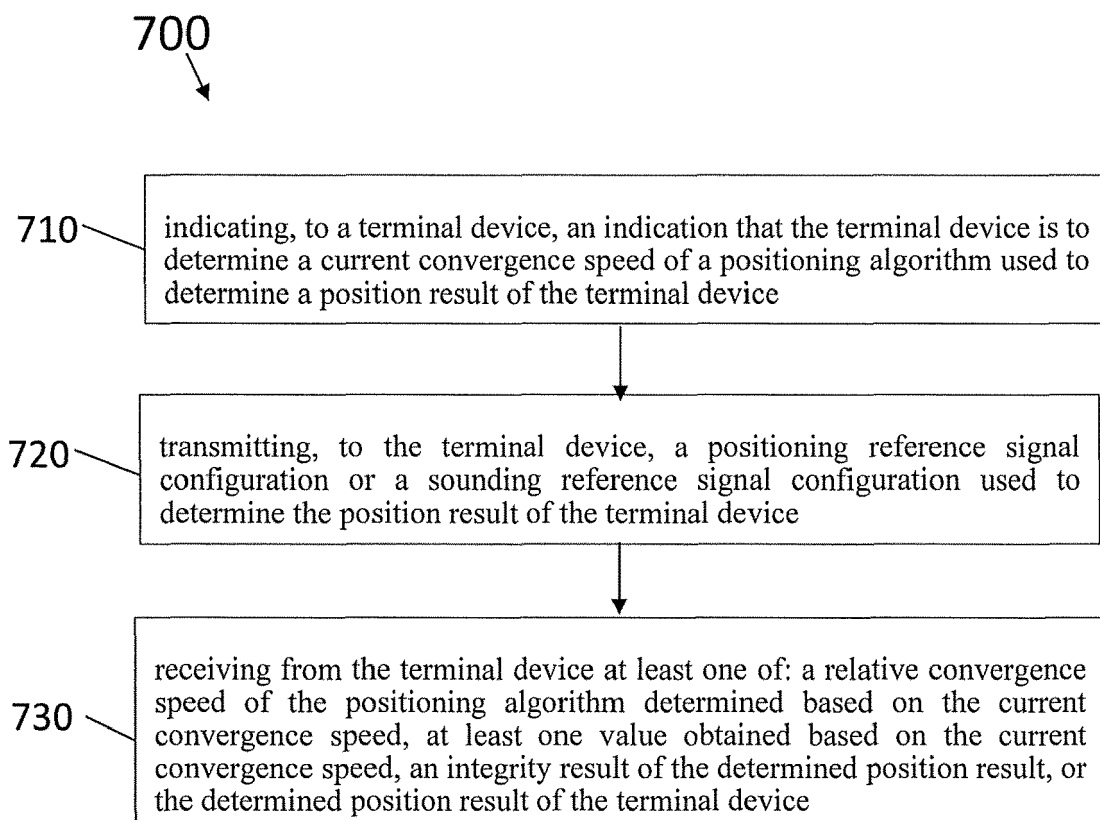 700
710
indicating, to a terminal device, an indication that the terminal device is to
determine a current convergence speed of a positioning algorithm used to
determine a position result of the terminal device
720
transmitting, to the terminal device, a positioning reference signal
configuration or a sounding reference signal configuration used to
determine the position result of the terminal device
730
receiving from the terminal device at least one of: a relative convergence
speed of the positioning algorithm determined based on the current
convergence speed, at least one value obtained based on the current
convergence speed, an integrity result of the determined position result, or
the determined position result of the terminal device